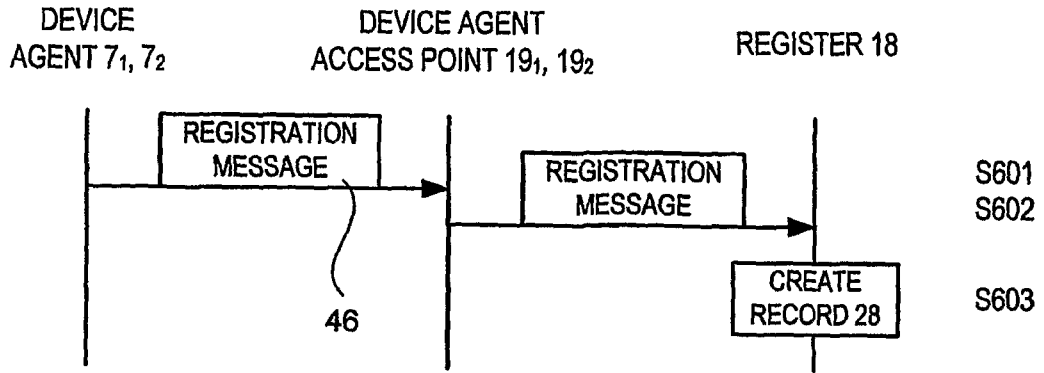 DEVICE
AGENT 7₁, 7₂
DEVICE AGENT
ACCESS POINT 19₁, 19₂
REGISTER 18
REGISTRATION
MESSAGE
46
REGISTRATION
MESSAGE
S601
S602
CREATE
RECORD 28
S603